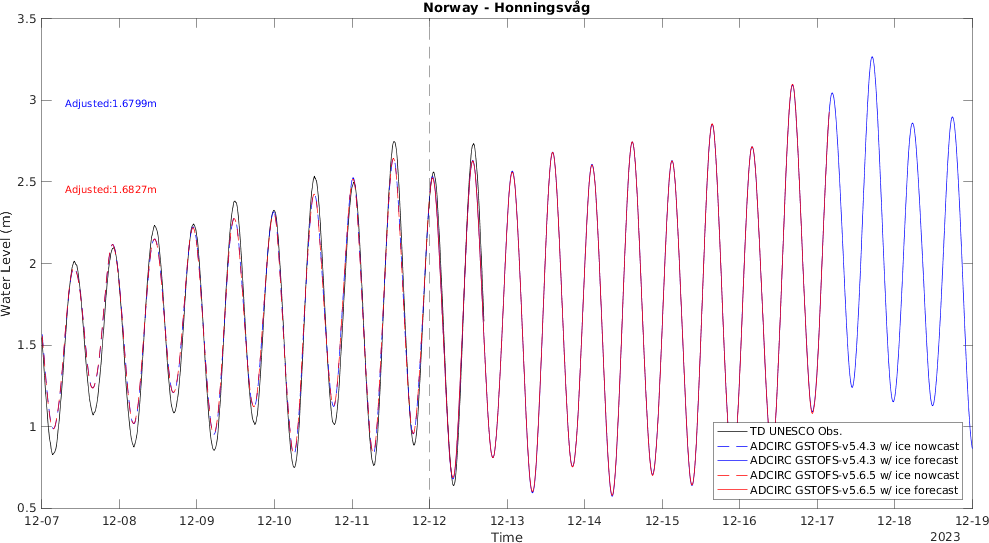 Norway - Honningsvåg
3.5
3
2.5
2
1.5
1
0.5
Water Level (m)
Adjusted:1.6799m
Adjusted:1.6827m
TD UNESCO Obs.
ADCIRC GSTOFS-v5.4.3 w/ ice nowcast
ADCIRC GSTOFS-v5.4.3 w/ ice forecast
ADCIRC GSTOFS-v5.6.5 w/ ice nowcast
ADCIRC GSTOFS-v5.6.5 w/ ice forecast
12-07 12-08 12-09 12-10 12-11 12-12 12-13 12-14 12-15 12-16 12-17 12-18 12-19
Time
2023